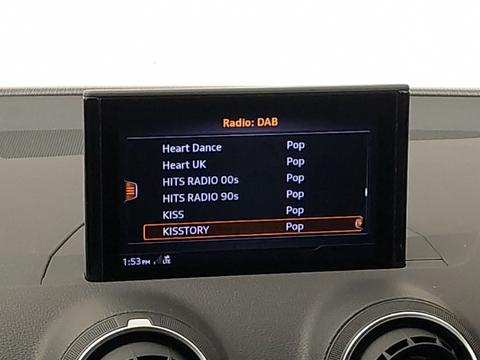 Radio: DAB
Heart Dance Pop
Heart UK Pop
HITS RADIO 00s Pop
HITS RADIO 90s Pop
KISS Pop
KISSTORY Pop
1:53 PM LTE